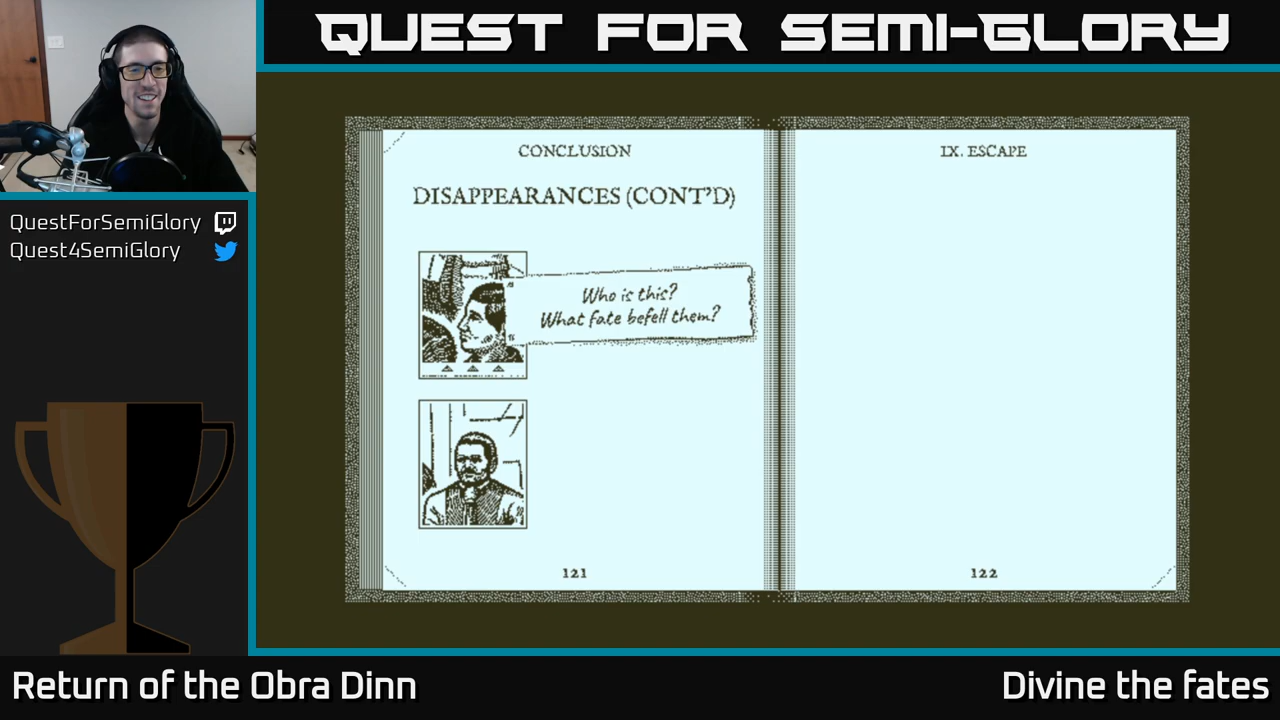 QUEST FOR SEMI-GLORY
QuestForSemiGlory
Quest4SemiGlory
CONCLUSION
DISAPPEARANCES (CONT'D)
Who is this?
What fate befell them?
121
IX. ESCAPE
122
Return of the Obra Dinn
Divine the fates